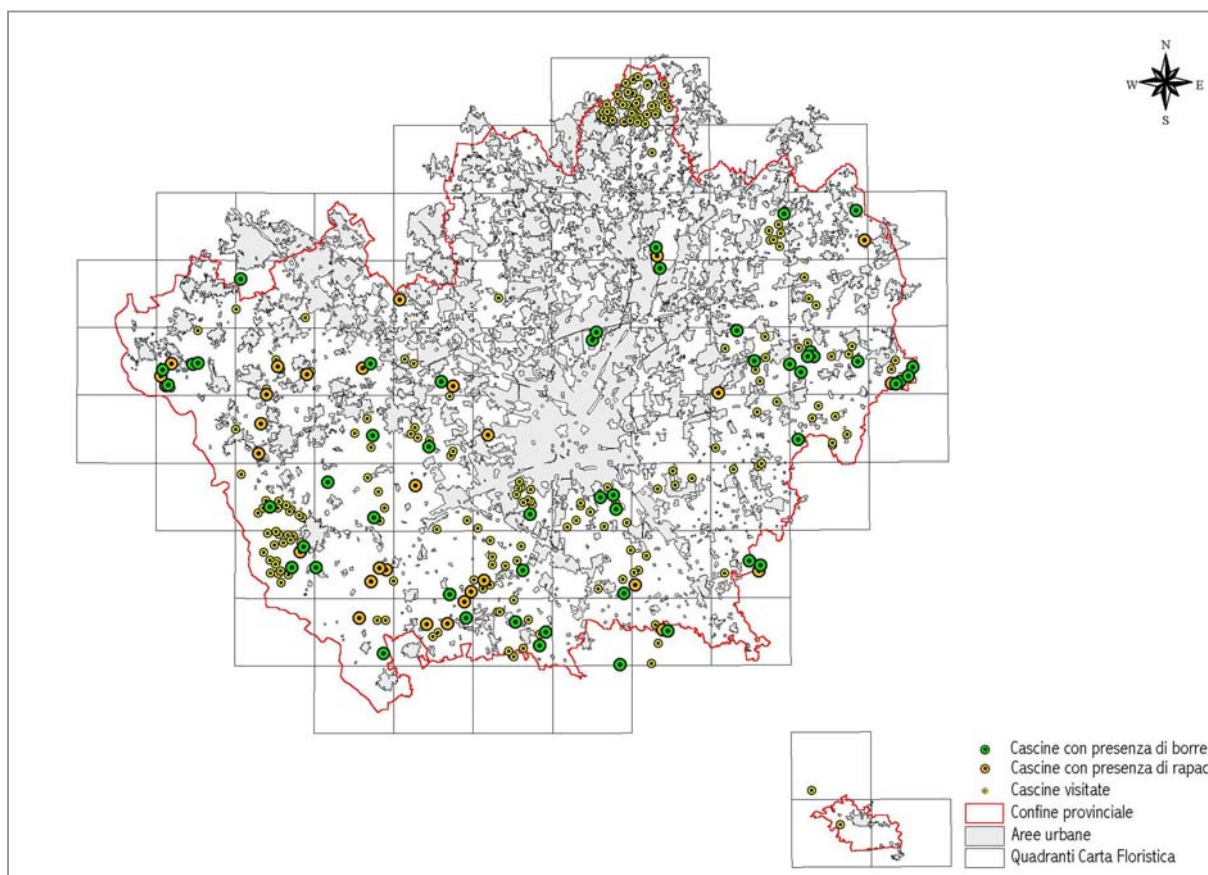 N
W E
S
Cascine con presenza di borre
Cascine con presenza di rapac
Cascine visitate
Confine provinciale
Aree urbane
Quadranti Carta Floristica